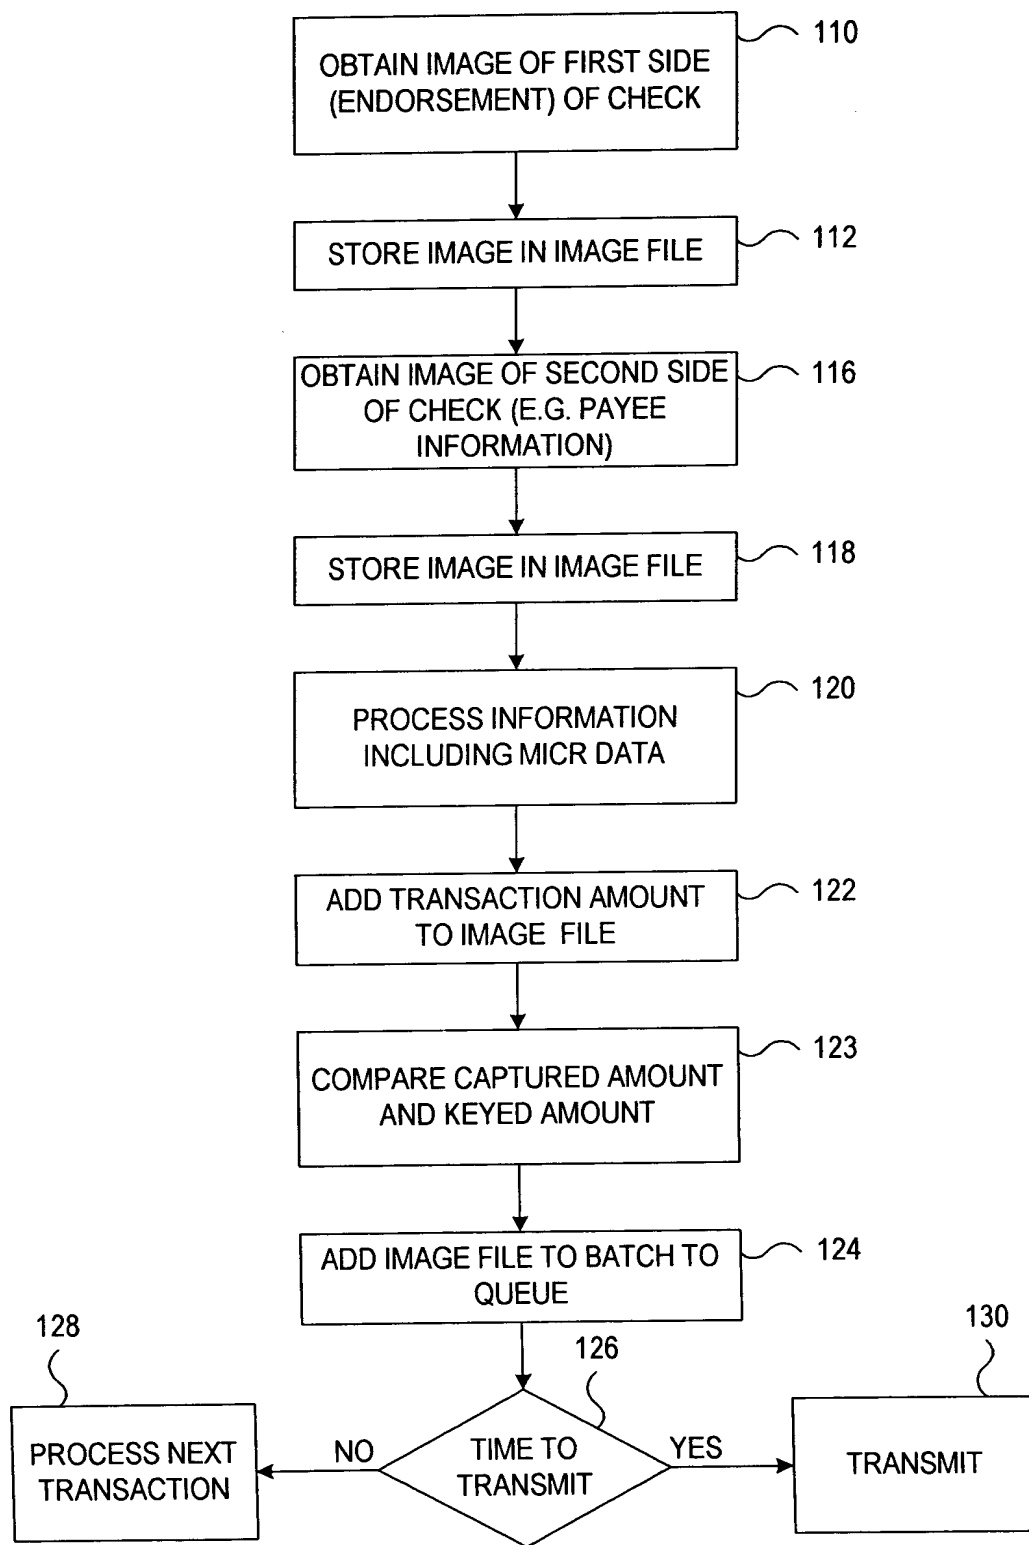 110
OBTAIN IMAGE OF FIRST SIDE
(ENDORSEMENT) OF CHECK
112
STORE IMAGE IN IMAGE FILE
116
OBTAIN IMAGE OF SECOND SIDE
OF CHECK (E.G. PAYEE
INFORMATION)
118
STORE IMAGE IN IMAGE FILE
120
PROCESS INFORMATION
INCLUDING MICR DATA
122
ADD TRANSACTION AMOUNT
TO IMAGE FILE
123
COMPARE CAPTURED AMOUNT
AND KEYED AMOUNT
124
ADD IMAGE FILE TO BATCH TO
QUEUE
128
126
130
PROCESS NEXT
TRANSACTION
NO
TIME TO
TRANSMIT
YES
TRANSMIT